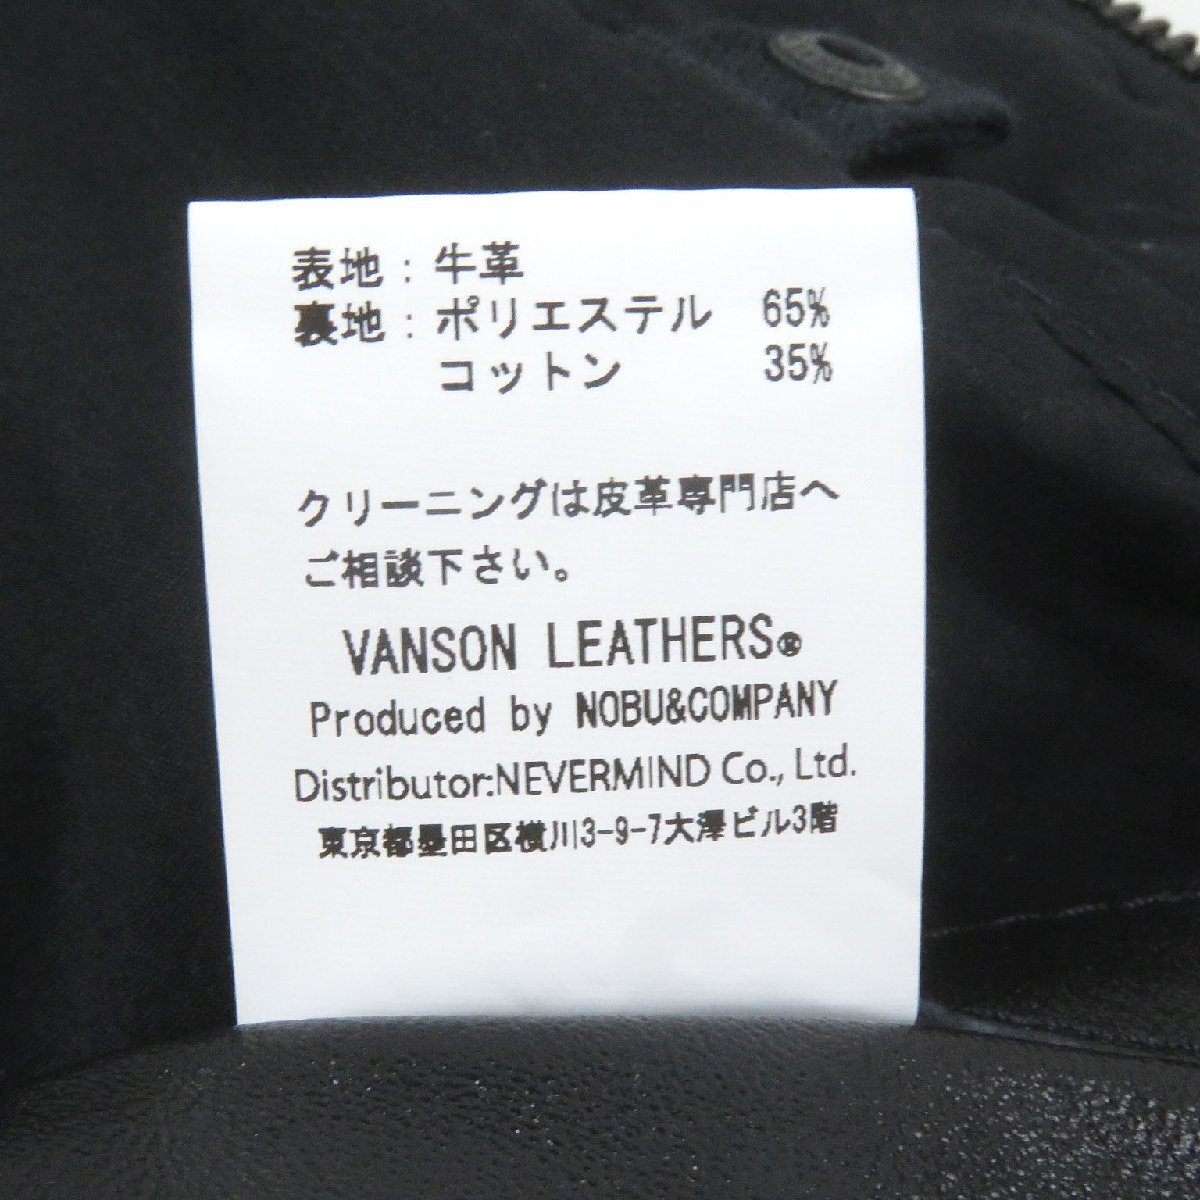 表地：牛革
裏地：ポリエステル 65%
コットン 35%
クリーニングは皮革専門店へ
ご相談下さい。
VANSON LEATHERS®
Produced by NOBU&COMPANY
Distributor:NEVERMIND Co., Ltd.
東京都墨田区横川3-9-7大澤ビル3階